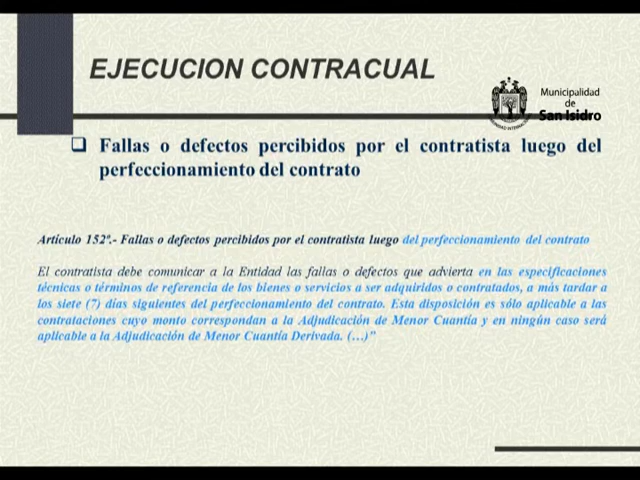 EJECUCION CONTRACUAL
Municipalidad
de
San Isidro
❑ Fallas o defectos percibidos por el contratista luego del
perfeccionamiento del contrato
Artículo 152º.- Fallas o defectos percibidos por el contratista luego del perfeccionamiento del contrato
El contratista debe comunicar a la Entidad las fallas o defectos que advierta en las especificaciones
técnicas o términos de referencia de los bienes o servicios a ser adquiridos o contratados, a más tardar a
los siete (7) días siguientes del perfeccionamiento del contrato. Esta disposición es sólo aplicable a las
contrataciones cuyo monto correspondan a la Adjudicación de Menor Cuantía y en ningún caso será
aplicable a la Adjudicación de Menor Cuantía Derivada. (…)”